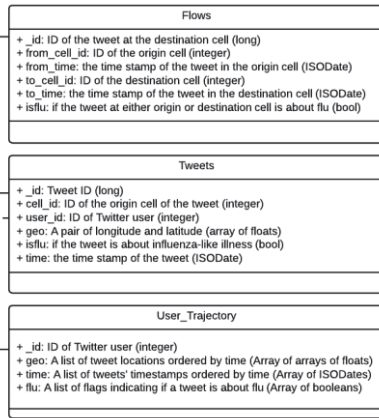 Flows
+ _id: ID of the tweet at the destination cell (long)
+ from_cell_id: ID of the origin cell (integer)
+ from_time: the time stamp of the tweet in the origin cell (ISODate)
+ to_cell_id: ID of the destination cell (integer)
+ to_time: the time stamp of the tweet in the destination cell (ISODate)
+ isflu: if the tweet at either origin or destination cell is about flu (bool)
Tweets
+ _id: Tweet ID (long)
+ cell_id: ID of the origin cell of the tweet (integer)
+ user_id: ID of Twitter user (integer)
+ geo: A pair of longitude and latitude (array of floats)
+ isflu: if the tweet is about influenza-like illness (bool)
+ time: the time stamp of the tweet (ISODate)
User_Trajectory
+ _id: ID of Twitter user (integer)
+ geo: A list of tweet locations ordered by time (Array of arrays of floats)
+ time: A list of tweets' timestamps ordered by time (Array of ISODates)
+ flu: A list of flags indicating if a tweet is about flu (Array of booleans)